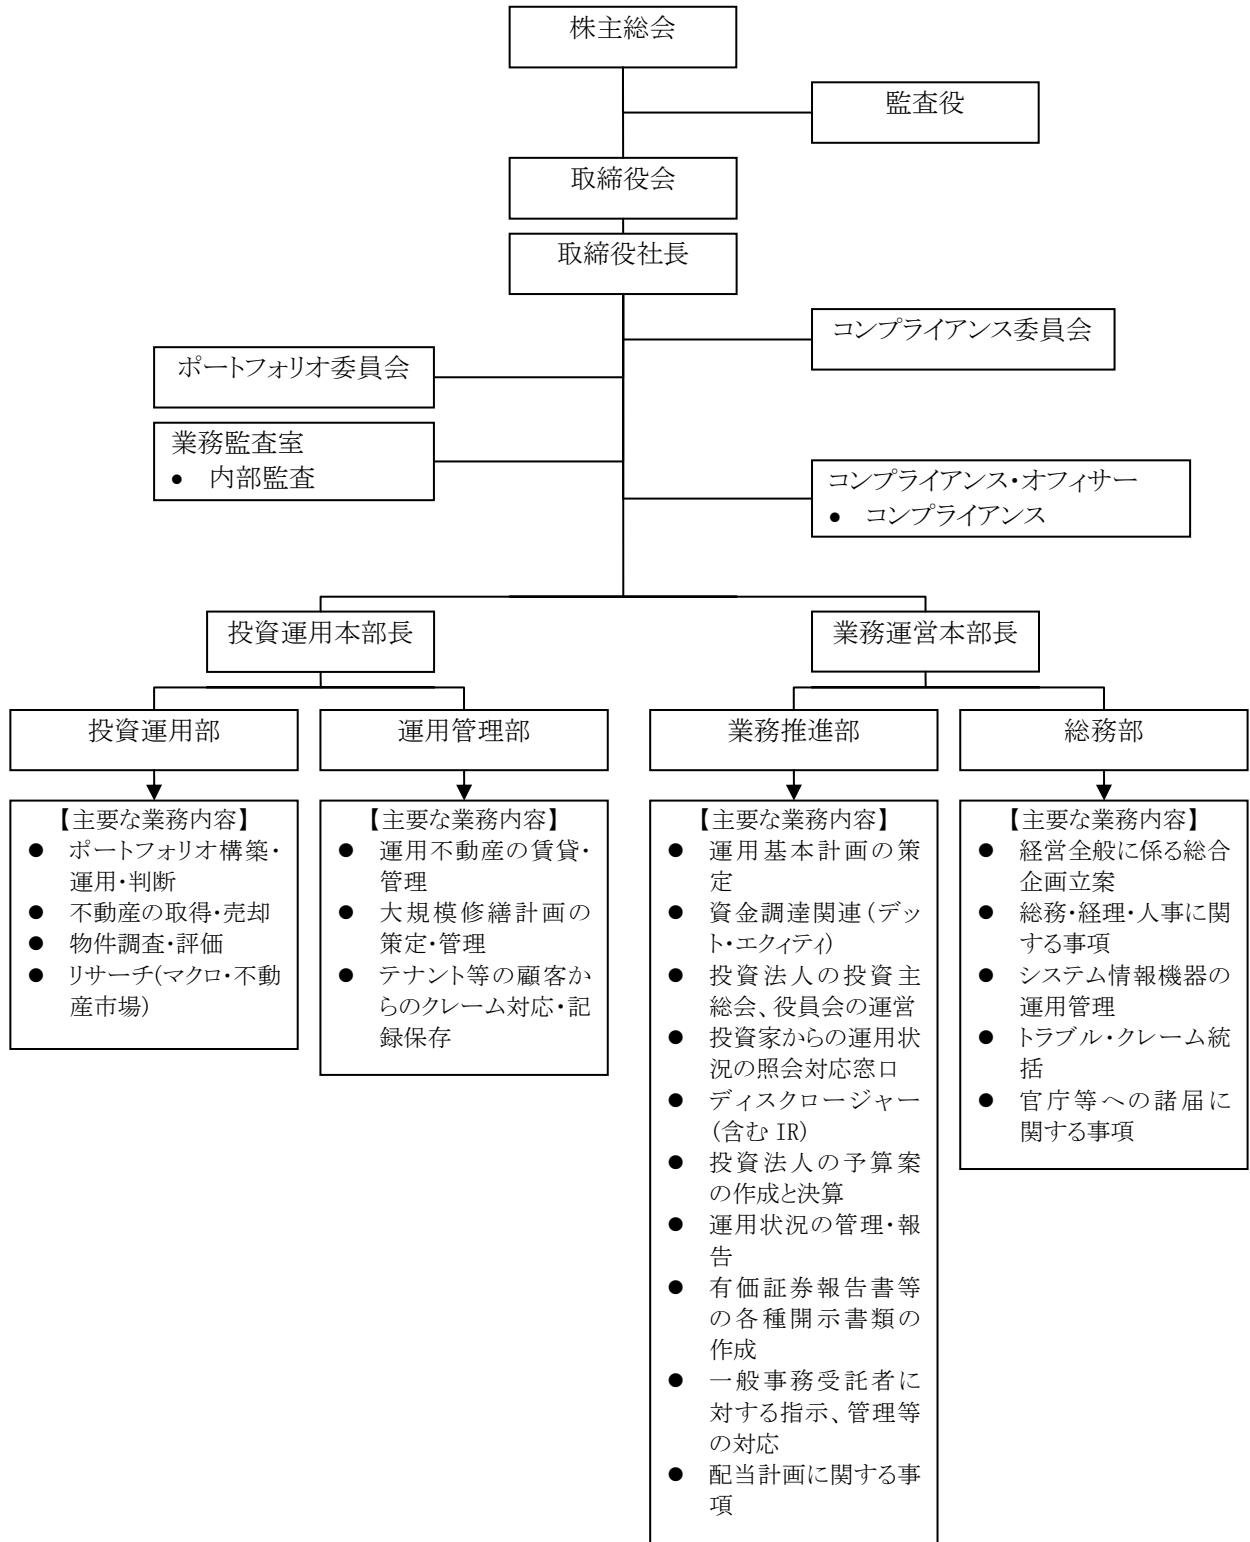 株主総会
監査役
取締役会
取締役社長
コンプライアンス委員会
ポートフォリオ委員会
業務監査室
● 内部監査
コンプライアンス・オフィサー
● コンプライアンス
投資運用本部長
業務運営本部長
投資運用部
運用管理部
業務推進部
総務部
【主要な業務内容】
● ポートフォリオ構築・
運用・判断
● 不動産の取得・売却
● 物件調査・評価
● リサーチ(マクロ・不動
産市場)
【主要な業務内容】
● 運用不動産の賃貸・
管理
● 大規模修繕計画の
策定・管理
● テナント等の顧客か
らのクレーム対応・記
録保存
【主要な業務内容】
● 運用基本計画の策
定
● 資金調達関連(デッ
ト・エクィティ)
● 投資法人の投資主
総会、役員会の運営
● 投資家からの運用状
況の照会対応窓口
● ディスクロージャー
(含む IR)
● 投資法人の予算案
の作成と決算
● 運用状況の管理・報
告
● 有価証券報告書等
の各種開示書類の
作成
● 一般事務受託者に
対する指示、管理等
の対応
● 配当計画に関する事
項
【主要な業務内容】
● 経営全般に係る総合
企画立案
● 総務・経理・人事に関
する事項
● システム情報機器の
運用管理
● トラブル・クレーム統
括
● 官庁等への諸届に
関する事項